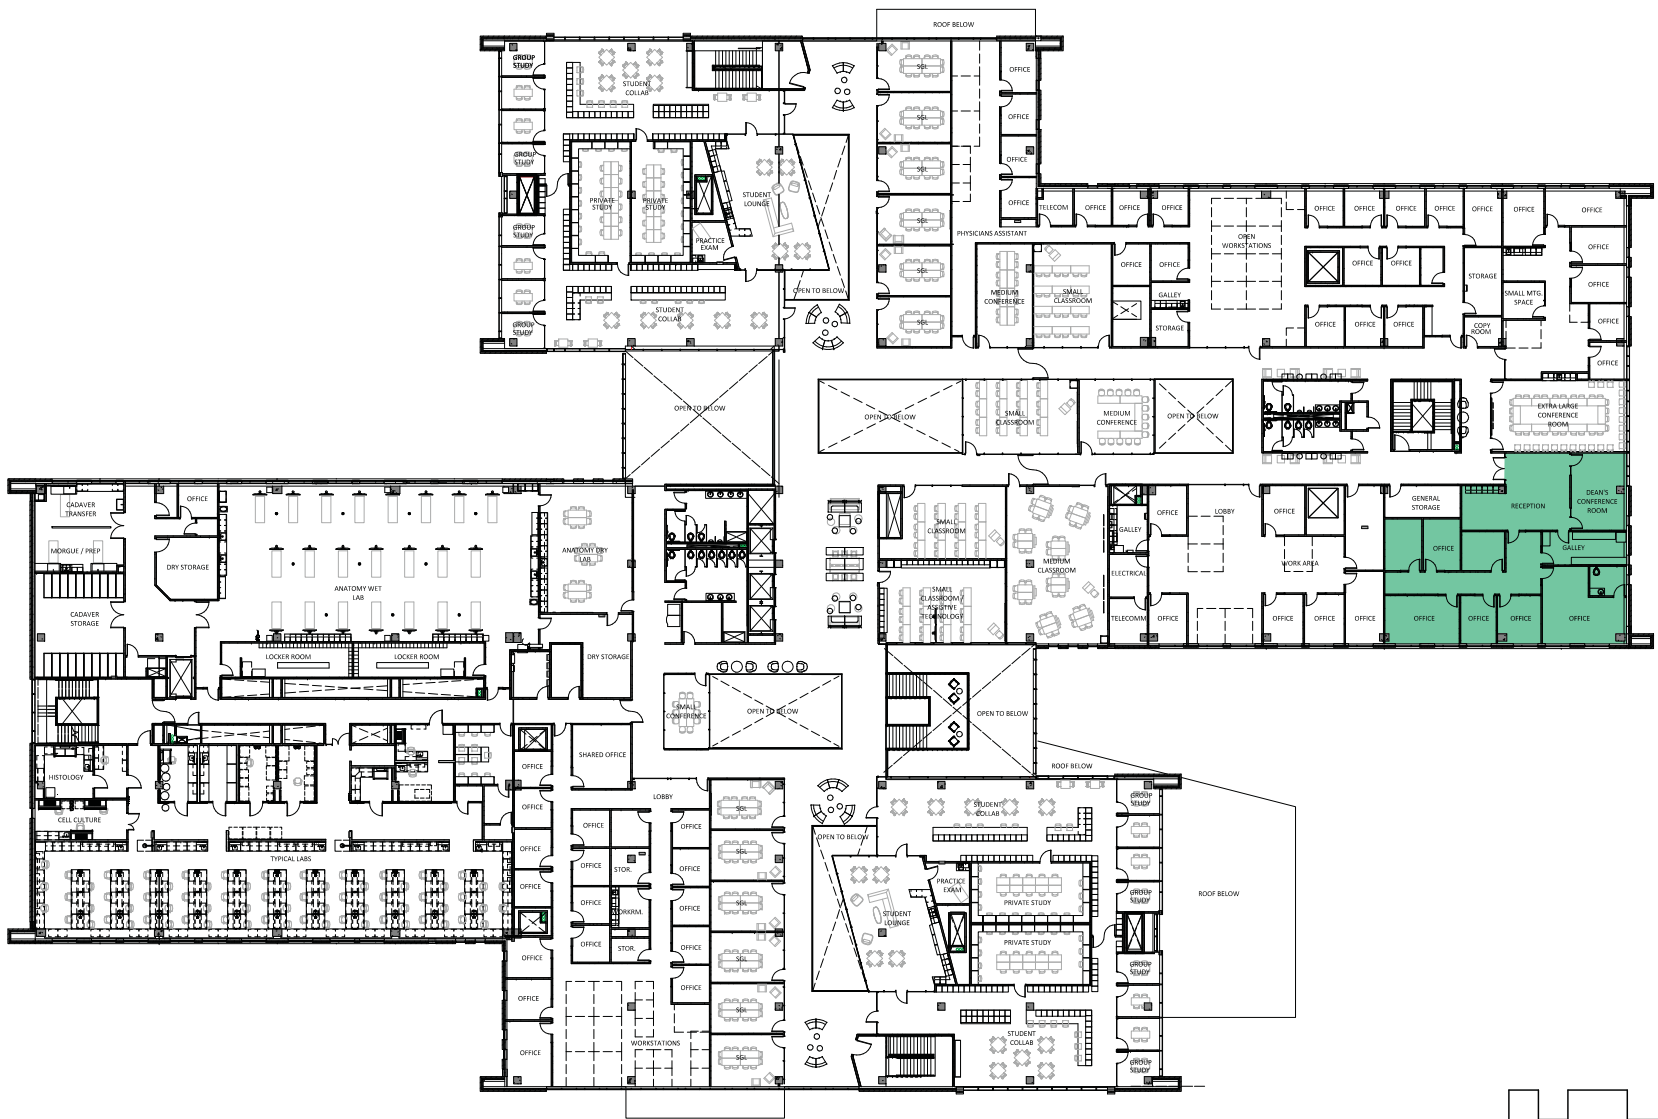 ROOF BELOW
GROUP
STUDY
STUDENT
COLLAB
GROUP
STUDY
PRIVATE
STUDY
PRIVATE
STUDY
STUDENT
LOUNGE
GROUP
STUDY
PRACTICE
EXAM
OPEN TO BELOW
STUDENT
COLLAB
GROUP
STUDY
SGL
SGL
SGL
SGL
SGL
SGL
OFFICE
OFFICE
OFFICE
OFFICE
TELECOM
OFFICE
OFFICE
OFFICE
PHYSICIANS ASSISTANT
MEDIUM
CONFERENCE
SMALL
CLASSROOM
OFFICE
OFFICE
GALLEY
STORAGE
OPEN
WORKSTATIONS
OFFICE
OFFICE
OFFICE
OFFICE
OFFICE
OFFICE
OFFICE
OFFICE
OFFICE
STORAGE
OFFICE
OFFICE
SMALL MTG.
SPACE
OFFICE
OFFICE
OFFICE
COPY
ROOM
OFFICE
OFFICE
OPEN TO BELOW
OPEN TO BELOW
SMALL
CLASSROOM
MEDIUM
CONFERENCE
OPEN TO BELOW
EXTRA LARGE
CONFERENCE
ROOM
CADAVER
TRANSFER
OFFICE
MORGUE / PREP
DRY STORAGE
ANATOMY WET
LAB
ANATOMY DRY
LAB
CADAVER
STORAGE
LOCKER ROOM
LOCKER ROOM
DRY STORAGE
SMALL
CLASSROOM
MEDIUM
CLASSROOM
SMALL
CLASSROOM /
ASSISTIVE
TECHNOLOGY
GALLEY
ELECTRICAL
TELECOMM
OFFICE
LOBBY
OFFICE
WORK AREA
OFFICE
OFFICE
OFFICE
OFFICE
GENERAL
STORAGE
RECEPTION
DEAN'S
CONFERENCE
ROOM
OFFICE
GALLEY
OFFICE
OFFICE
OFFICE
OFFICE
SMALL
CONFERENCE
OPEN TO BELOW
OPEN TO BELOW
ROOF BELOW
SHARED OFFICE
HISTOLOGY
CELL CULTURE
TYPICAL LABS
OFFICE
OFFICE
OFFICE
OFFICE
OFFICE
OFFICE
OFFICE
LOBBY
OFFICE
OFFICE
OFFICE
OFFICE
STOR.
WORKRM.
STOR.
OFFICE
OFFICE
OFFICE
OFFICE
OFFICE
WORKSTATIONS
SGL
SGL
SGL
SGL
SGL
SGL
OPEN TO BELOW
STUDENT
COLLAB
GROUP
STUDY
PRACTICE
EXAM
PRIVATE STUDY
GROUP
STUDY
STUDENT
LOUNGE
PRIVATE STUDY
GROUP
STUDY
STUDENT
COLLAB
GROUP
STUDY
ROOF BELOW